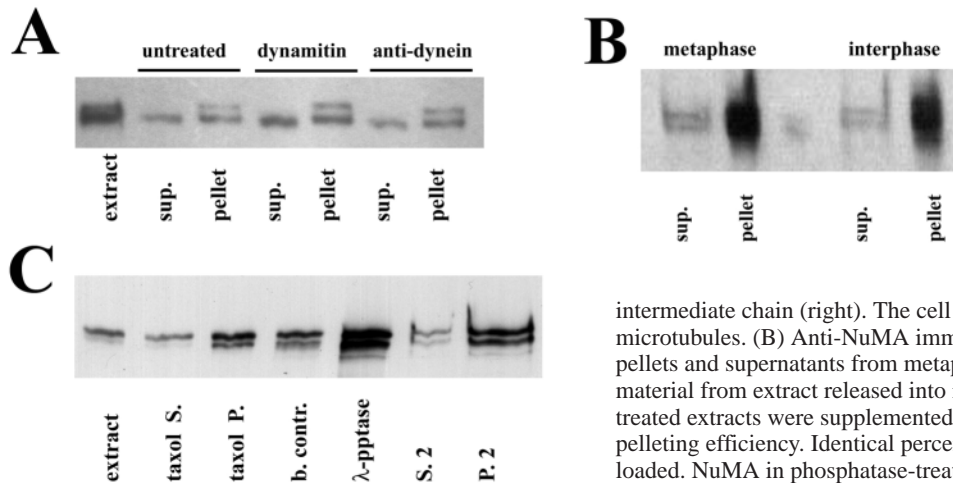 A
untreated dynamitin anti-dynein
extract sup. pellet sup. pellet sup. pellet
B
metaphase interphase
sup. pellet sup. pellet
C
extract taxol S. taxol P. b. contr. λ-pptase S. 2 P. 2
intermediate chain (right). The cell
microtubules. (B) Anti-NuMA imm
pellets and supernatants from metap
material from extract released into
treated extracts were supplemented
pelleting efficiency. Identical perce
loaded. NuMA in phosphatase-treat